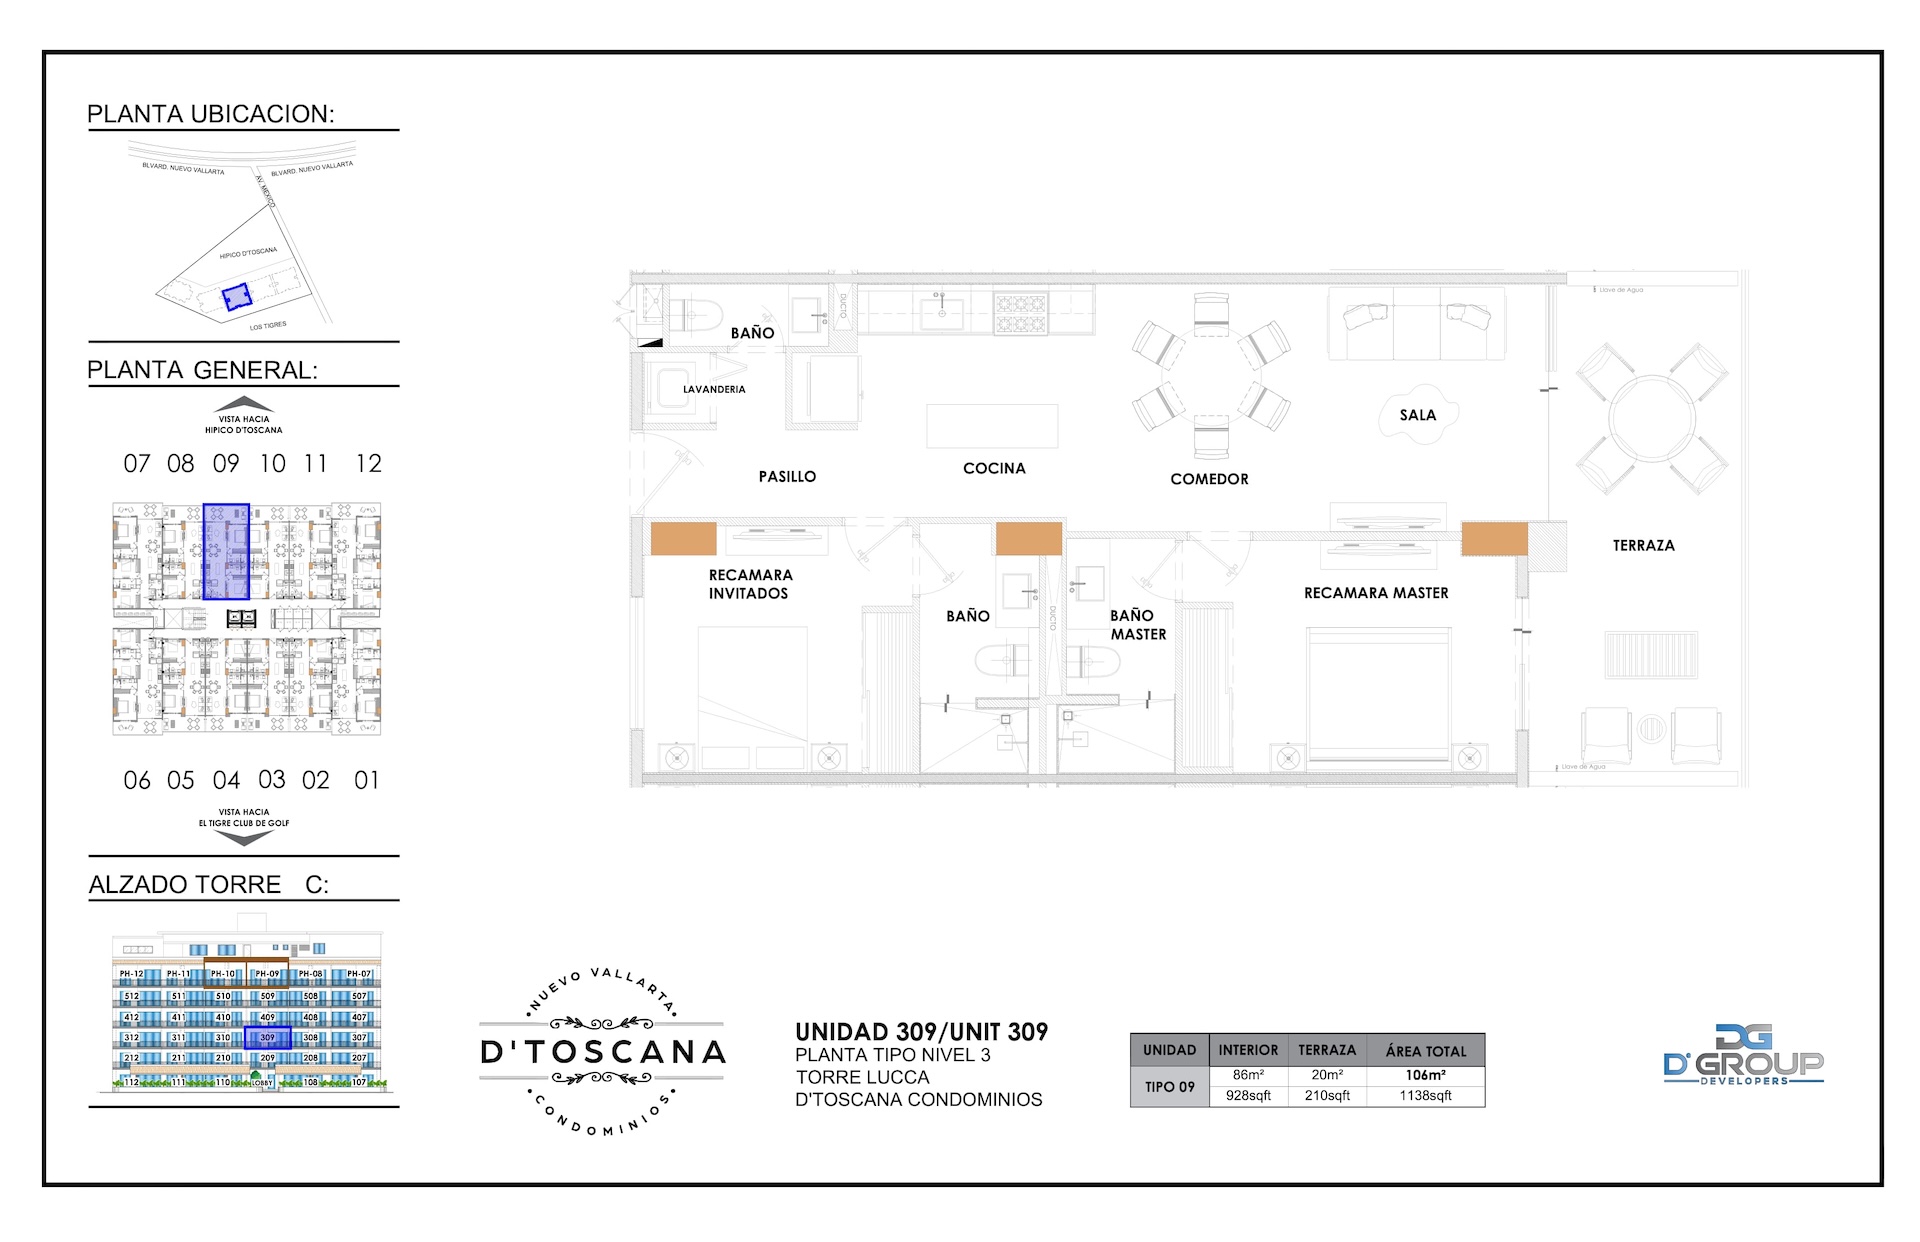 PLANTA UBICACION:
BLVARD. NUEVO VALLARTA
BLVARD. NUEVO VALLARTA
AV. MEXICO
HIPICO D'TOSCANA
LOS TIGRES
PLANTA GENERAL:
VISTA HACIA
HIPICO D'TOSCANA
07 08 09 10 11 12
06 05 04 03 02 01
VISTA HACIA
EL TIGRE CLUB DE GOLF
ALZADO TORRE C:
PH-12 PH-11 PH-10 PH-09 PH-08 PH-07
512 511 510 509 508 507
412 411 410 409 408 407
312 311 310 309 308 307
212 211 210 209 208 207
112 111 110 LOBBY 108 107
BAÑO
DUCTO
LAVANDERIA
PASILLO
COCINA
COMEDOR
SALA
Llave de Agua
TERRAZA
RECAMARA
INVITADOS
BAÑO
DUCTO
BAÑO
MASTER
RECAMARA MASTER
Llave de Agua
NUEVO VALLARTA
D'TOSCANA
CONDOMINIOS
UNIDAD 309/UNIT 309
PLANTA TIPO NIVEL 3
TORRE LUCCA
D'TOSCANA CONDOMINIOS
UNIDAD INTERIOR TERRAZA ÁREA TOTAL
TIPO 09 86m² 20m² 106m²
928sqft 210sqft 1138sqft
DG
D'GROUP
DEVELOPERS